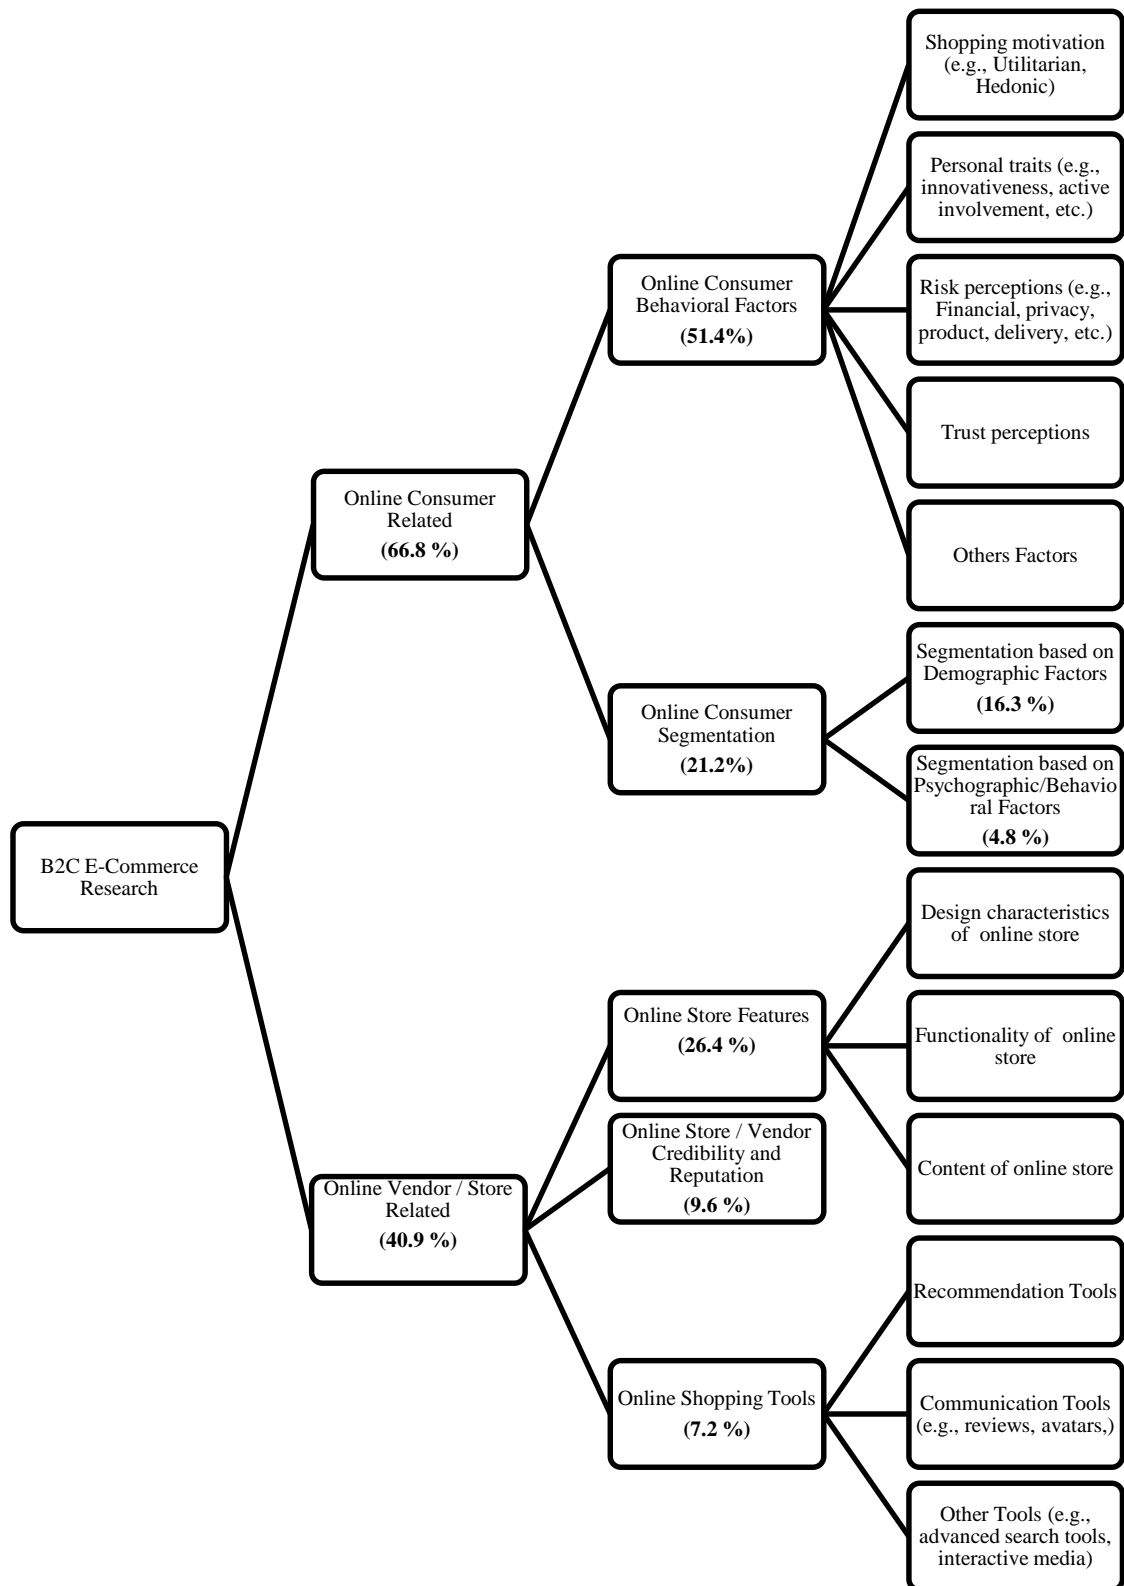 Shopping motivation
(e.g., Utilitarian,
Hedonic)
Personal traits (e.g.,
innovativeness, active
involvement, etc.)
Online Consumer
Behavioral Factors
(51.4%)
Risk perceptions (e.g.,
Financial, privacy,
product, delivery, etc.)
Trust perceptions
Online Consumer
Related
(66.8 %)
Others Factors
Segmentation based on
Demographic Factors
(16.3 %)
Online Consumer
Segmentation
(21.2%)
Segmentation based on
Psychographic/Behavio
ral Factors
(4.8 %)
B2C E-Commerce
Research
Design characteristics
of online store
Online Store Features
(26.4 %)
Functionality of online
store
Online Store / Vendor
Credibility and
Reputation
(9.6 %)
Content of online store
Online Vendor / Store
Related
(40.9 %)
Recommendation Tools
Online Shopping Tools
(7.2 %)
Communication Tools
(e.g., reviews, avatars,)
Other Tools (e.g.,
advanced search tools,
interactive media)